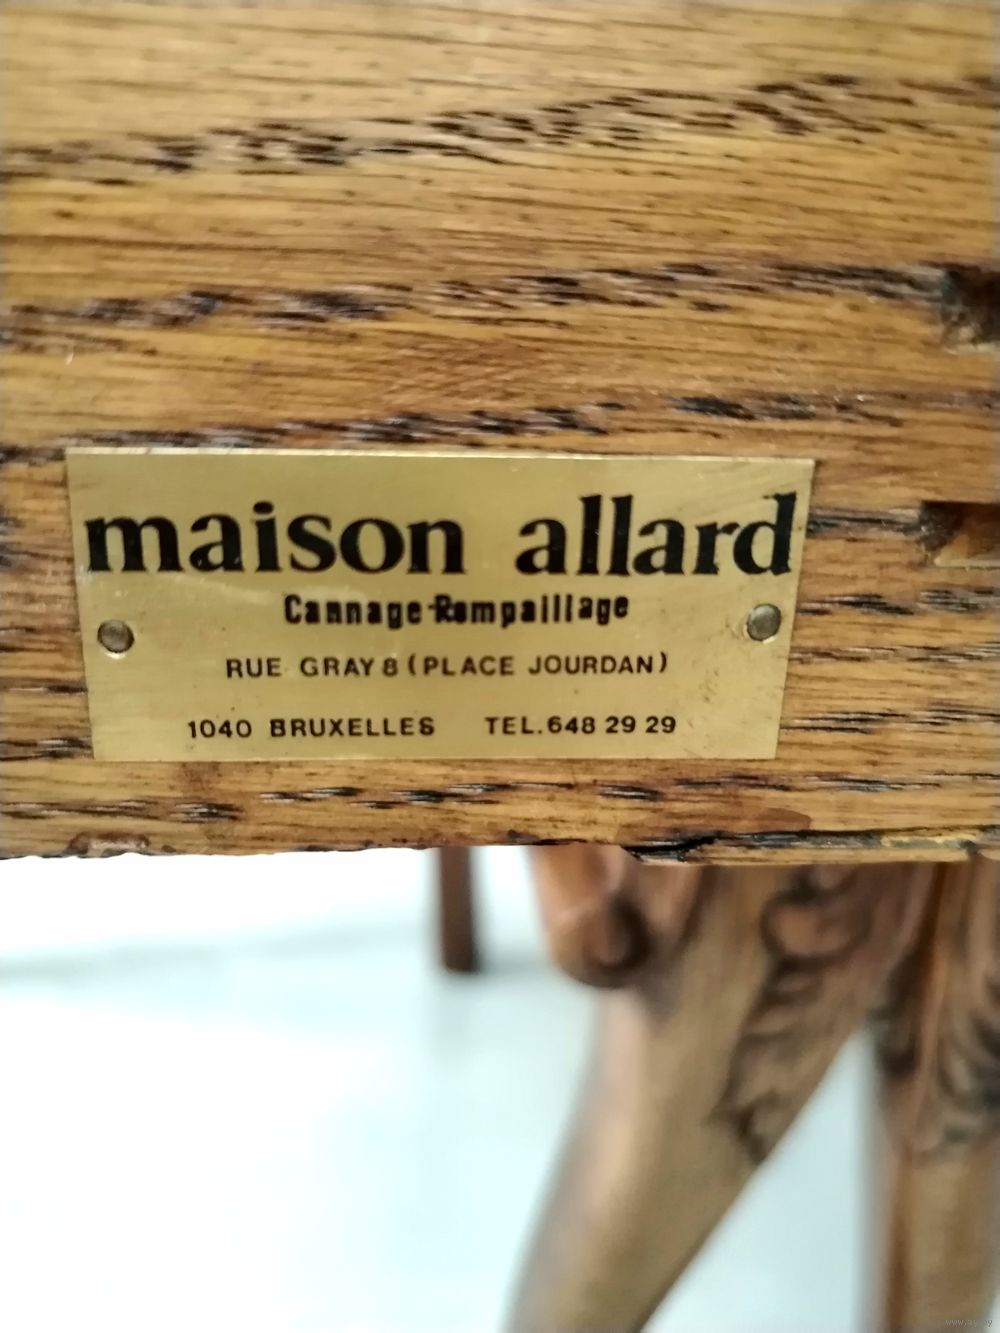 maison allard
Cannage-Rempaillage
RUE GRAY 8 (PLACE JOURDAN)
1040 BRUXELLES TEL.648 29 29